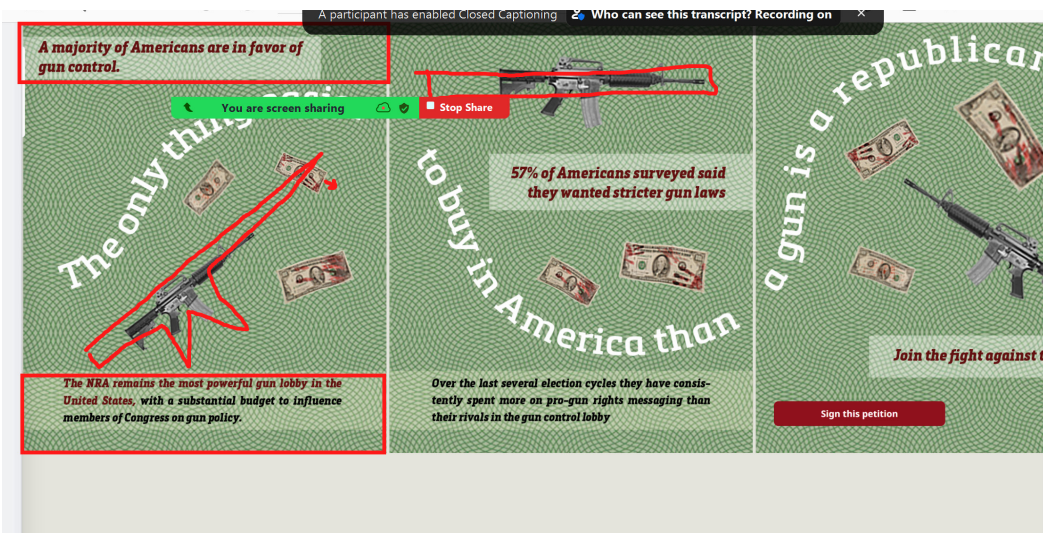 A participant has enabled Closed Captioning
Who can see this transcript? Recording on
You are screen sharing
Stop Share
A majority of Americans are in favor of
gun control.
The only thing
The NRA remains the most powerful gun lobby in the
United States, with a substantial budget to influence
members of Congress on gun policy.
57% of Americans surveyed said
they wanted stricter gun laws
to buy in America than
Over the last several election cycles they have consis-
tently spent more on pro-gun rights messaging than
their rivals in the gun control lobby
a gun is a
Join the fight against
Sign this petition